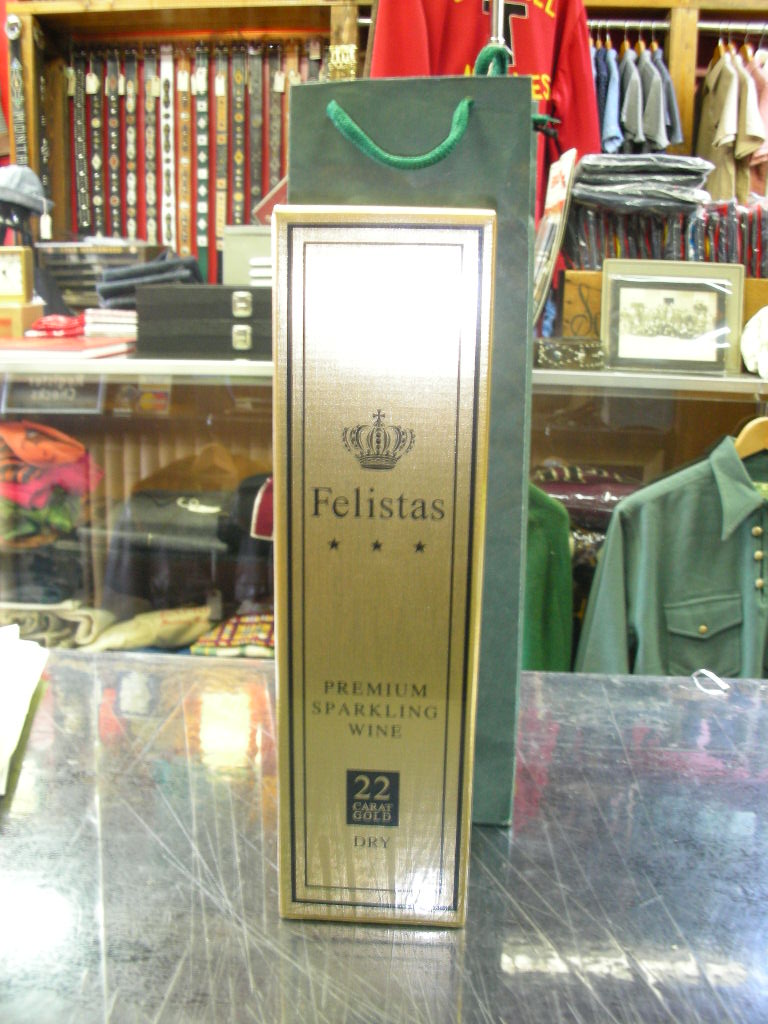 Felistas
PREMIUM
SPARKLING
WINE
22
CARAT
GOLD
DRY